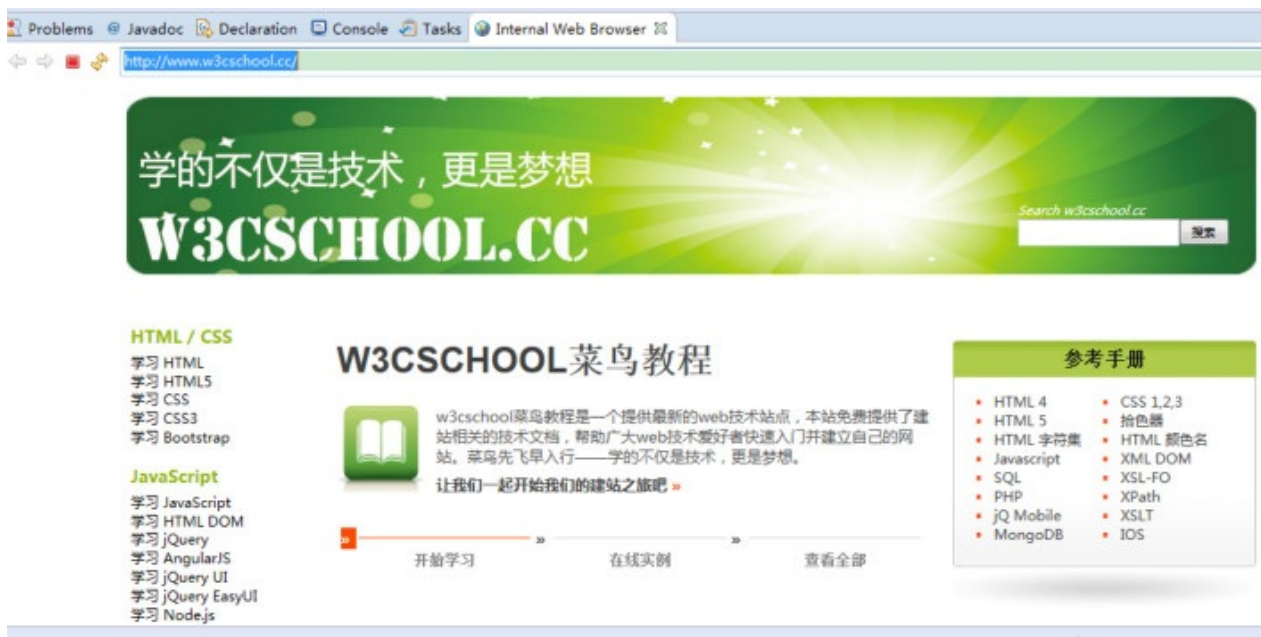 Problems @ Javadoc Declaration Console Tasks Internal Web Browser
http://www.w3cschool.cc/
学的不仅是技术，更是梦想
W3CSCHOOL.CC
Search w3cschool.cc
搜索
HTML / CSS
学习 HTML
学习 HTML5
学习 CSS
学习 CSS3
学习 Bootstrap
JavaScript
学习 JavaScript
学习 HTML DOM
学习 jQuery
学习 AngularJS
学习 jQuery UI
学习 jQuery EasyUI
学习 Node.js
W3CSCHOOL菜鸟教程
w3cschool菜鸟教程是一个提供最新的web技术站点，本站免费提供了建
站相关的技术文档，帮助广大web技术爱好者快速入门并建立自己的网
站。菜鸟先飞早入行——学的不仅是技术，更是梦想。
让我们一起开始我们的建站之旅吧 »
» » »
开始学习 在线实例 查看全部
参考手册
HTML 4
HTML 5
HTML 字符集
Javascript
SQL
PHP
jQ Mobile
MongoDB
CSS 1,2,3
拾色器
HTML 颜色名
XML DOM
XSL-FO
XPath
XSLT
IOS